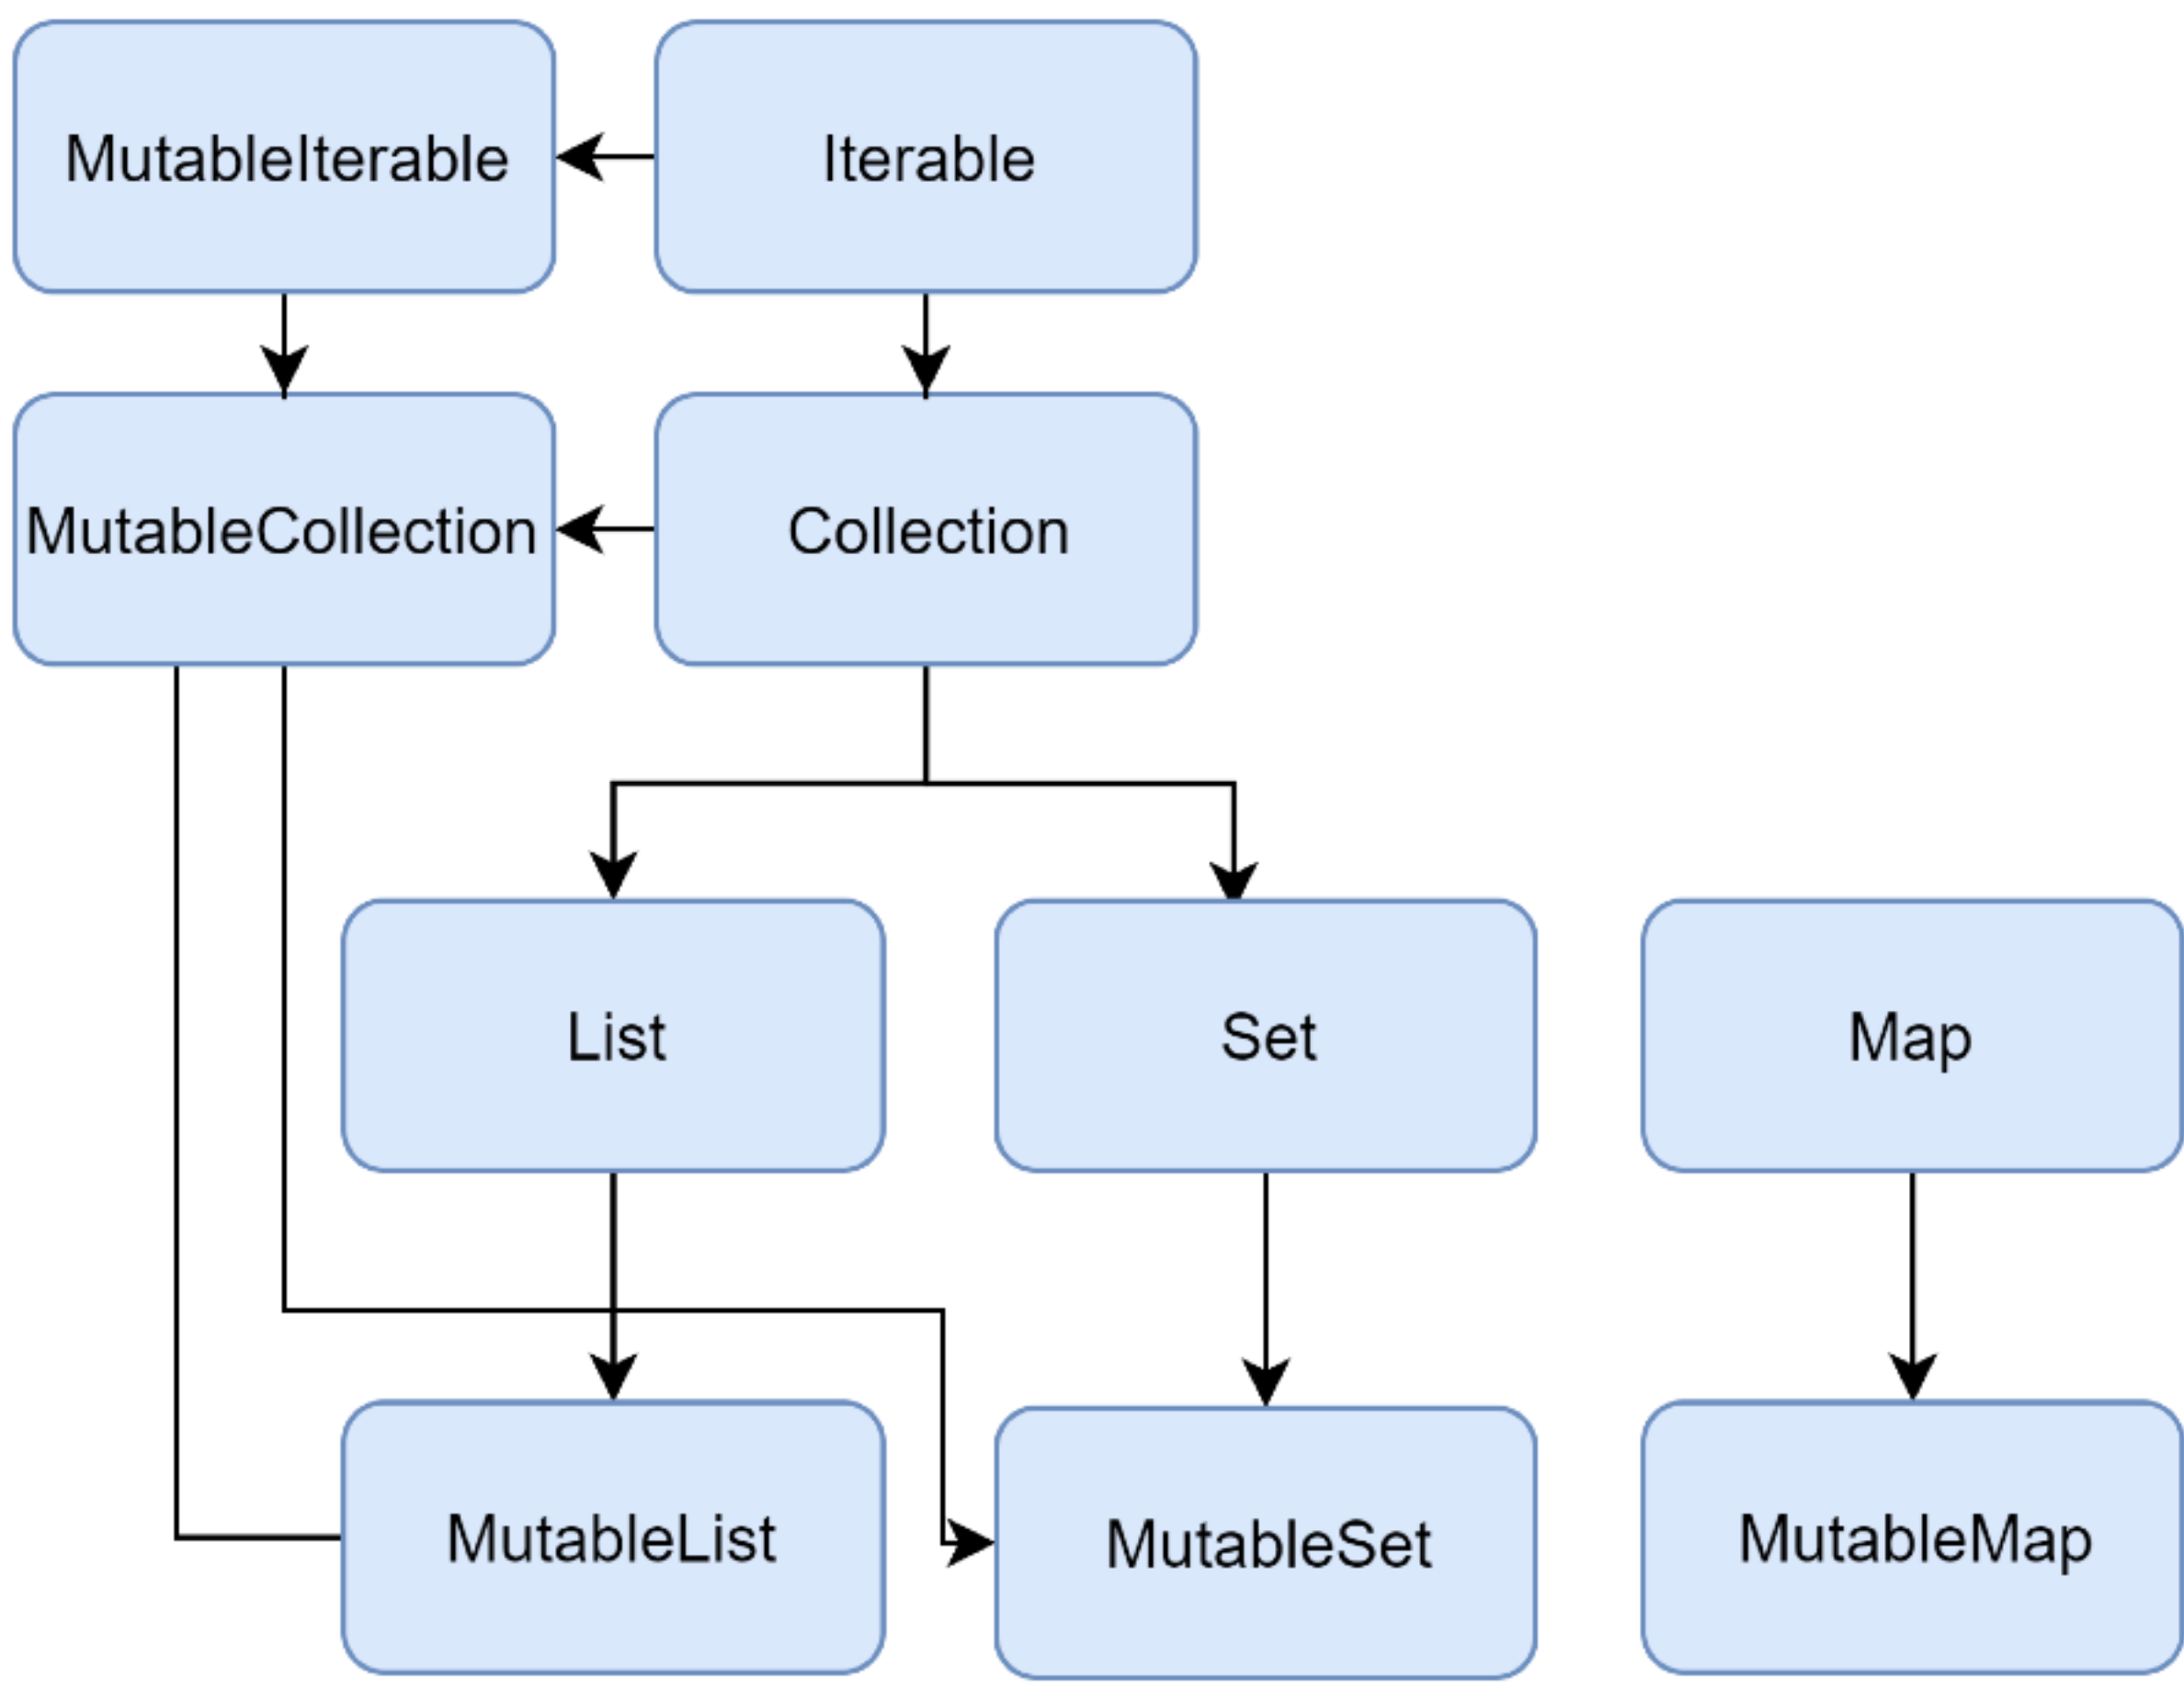 MutableIterable
Iterable
MutableCollection
Collection
List
Set
Map
MutableList
MutableSet
MutableMap